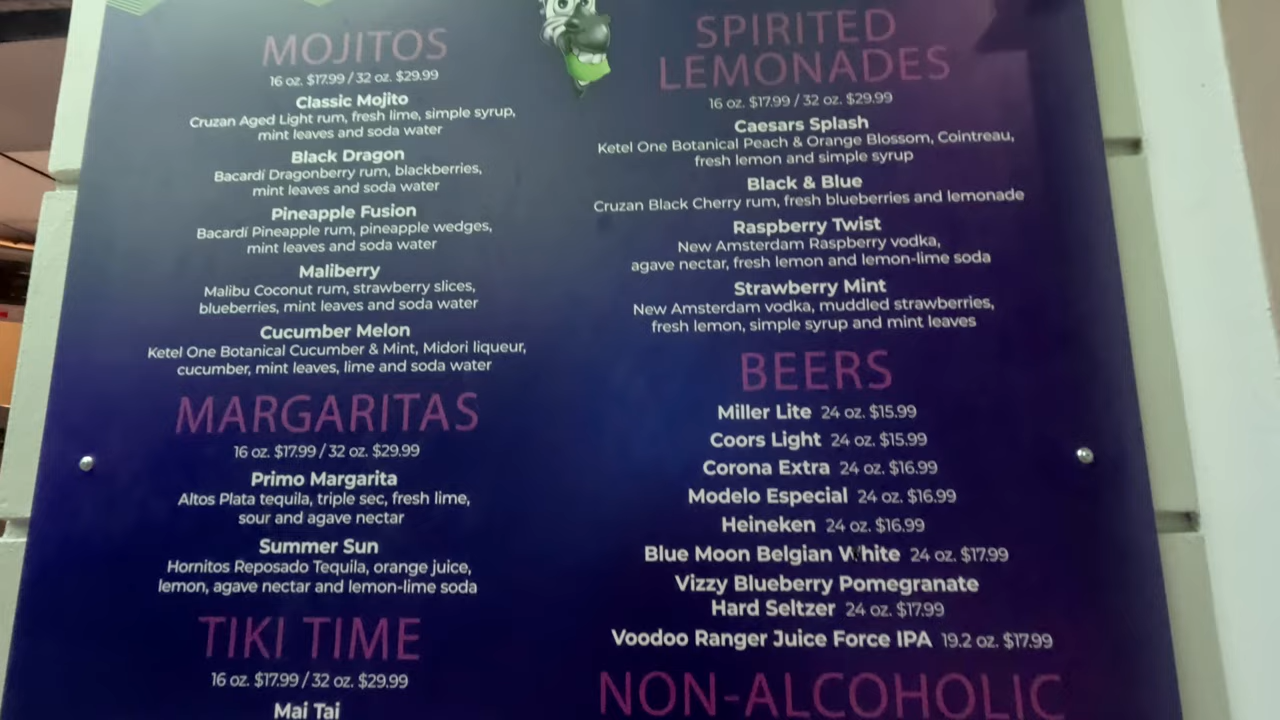 MOJITOS
16 oz. $17.99 / 32 oz. $29.99
Classic Mojito
Cruzan Aged Light rum, fresh lime, simple syrup,
mint leaves and soda water
Black Dragon
Bacardí Dragonberry rum, blackberries,
mint leaves and soda water
Pineapple Fusion
Bacardí Pineapple rum, pineapple wedges,
mint leaves and soda water
Maliberry
Malibu Coconut rum, strawberry slices,
blueberries, mint leaves and soda water
Cucumber Melon
Ketel One Botanical Cucumber & Mint, Midori liqueur,
cucumber, mint leaves, lime and soda water
MARGARITAS
16 oz. $17.99 / 32 oz. $29.99
Primo Margarita
Altos Plata tequila, triple sec, fresh lime,
sour and agave nectar
Summer Sun
Hornitos Reposado Tequila, orange juice,
lemon, agave nectar and lemon-lime soda
TIKI TIME
16 oz. $17.99 / 32 oz. $29.99
Mai Tai
SPIRITED
LEMONADES
16 oz. $17.99 / 32 oz. $29.99
Caesars Splash
Ketel One Botanical Peach & Orange Blossom, Cointreau,
fresh lemon and simple syrup
Black & Blue
Cruzan Black Cherry rum, fresh blueberries and lemonade
Raspberry Twist
New Amsterdam Raspberry vodka,
agave nectar, fresh lemon and lemon-lime soda
Strawberry Mint
New Amsterdam vodka, muddled strawberries,
fresh lemon, simple syrup and mint leaves
BEERS
Miller Lite 24 oz. $15.99
Coors Light 24 oz. $15.99
Corona Extra 24 oz. $16.99
Modelo Especial 24 oz. $16.99
Heineken 24 oz. $16.99
Blue Moon Belgian White 24 oz. $17.99
Vizzy Blueberry Pomegranate
Hard Seltzer 24 oz. $17.99
Voodoo Ranger Juice Force IPA 19.2 oz. $17.99
NON-ALCOHOLIC